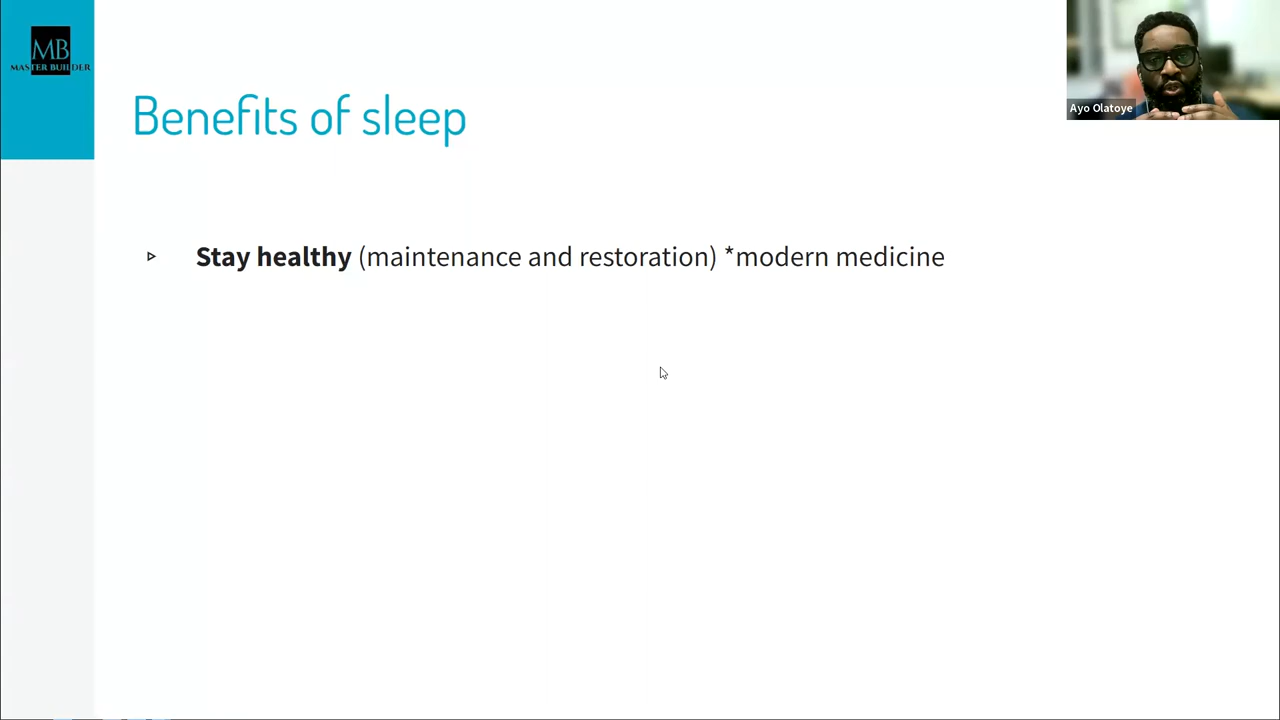 MB
MASTER BUILDER
Ayo Olatoye
Benefits of sleep
Stay healthy (maintenance and restoration) *modern medicine